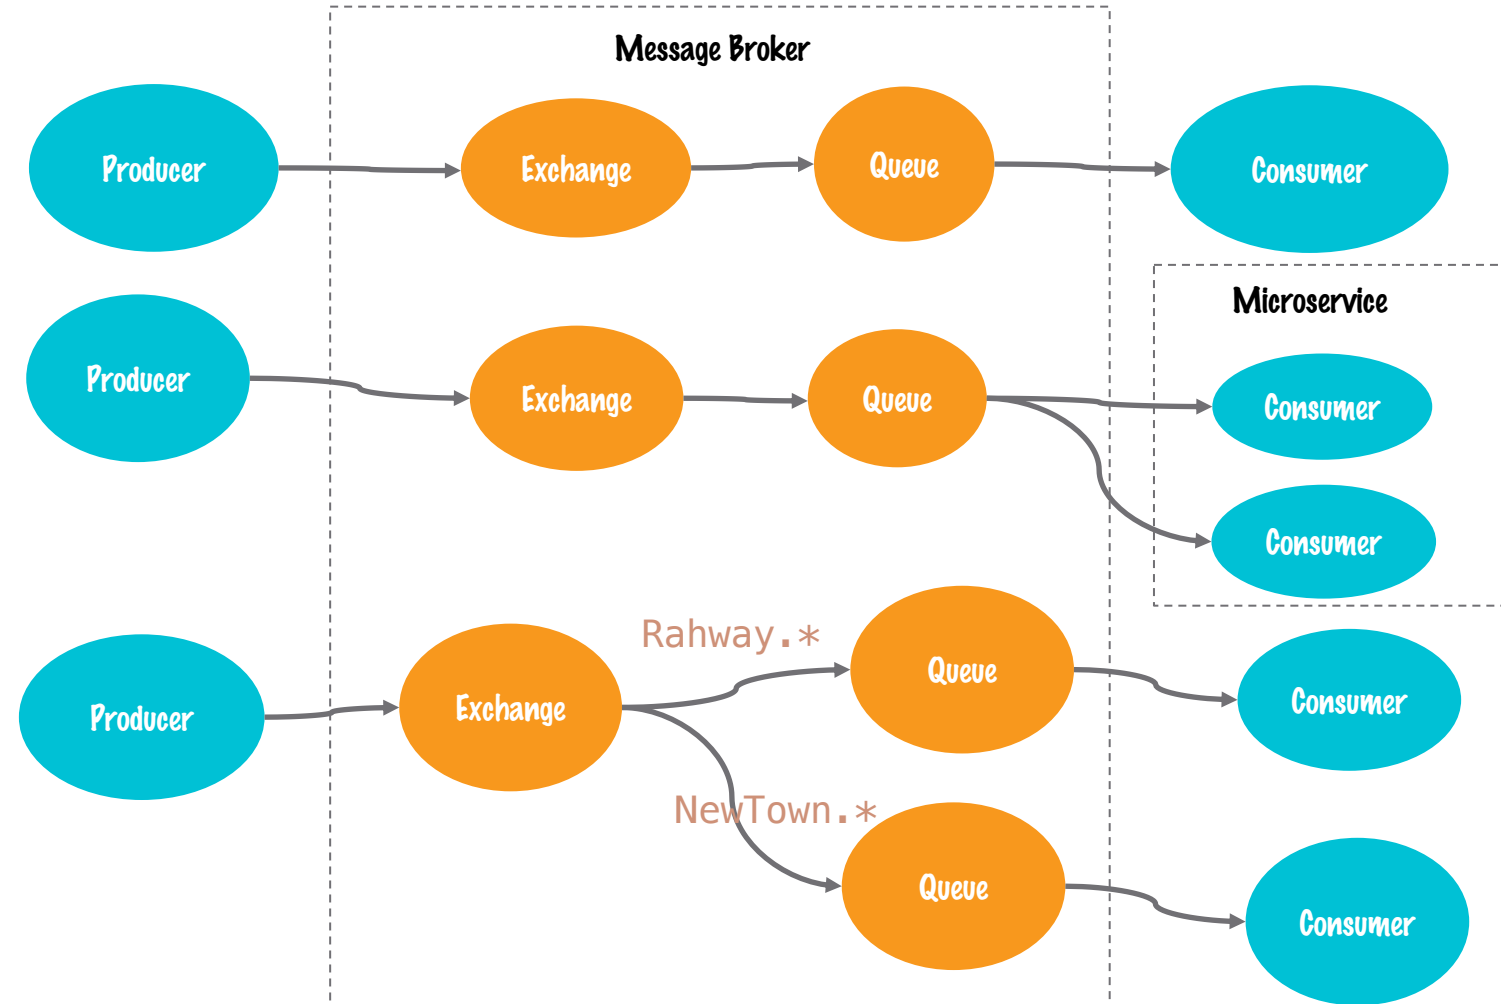 Message Broker
Producer
Exchange
Queue
Consumer
Microservice
Producer
Exchange
Queue
Consumer
Consumer
Rahway.*
Producer
Exchange
Queue
Consumer
NewTown.*
Queue
Consumer